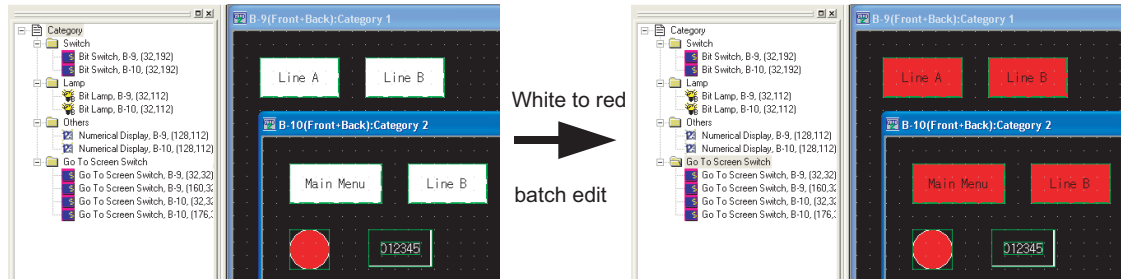 Category
Switch
Bit Switch, B-9, (32,192)
Bit Switch, B-10, (32,192)
Lamp
Bit Lamp, B-9, (32,112)
Bit Lamp, B-10, (32,112)
Others
Numerical Display, B-9, (128,112)
Numerical Display, B-10, (128,112)
Go To Screen Switch
Go To Screen Switch, B-9, (32,32)
Go To Screen Switch, B-9, (160,32
Go To Screen Switch, B-10, (32,3
Go To Screen Switch, B-10, (176,
B-9(Front+Back):Category 1
Line A
Line B
B-10(Front+Back):Category 2
Main Menu
Line B
012345
White to red
batch edit
Category
Switch
Bit Switch, B-9, (32,192)
Bit Switch, B-10, (32,192)
Lamp
Bit Lamp, B-9, (32,112)
Bit Lamp, B-10, (32,112)
Others
Numerical Display, B-9, (128,112)
Numerical Display, B-10, (128,112)
Go To Screen Switch
Go To Screen Switch, B-9, (32,32)
Go To Screen Switch, B-9, (160,32
Go To Screen Switch, B-10, (32,3
Go To Screen Switch, B-10, (176,
B-9(Front+Back):Category 1
Line A
Line B
B-10(Front+Back):Category 2
Main Menu
Line B
012345